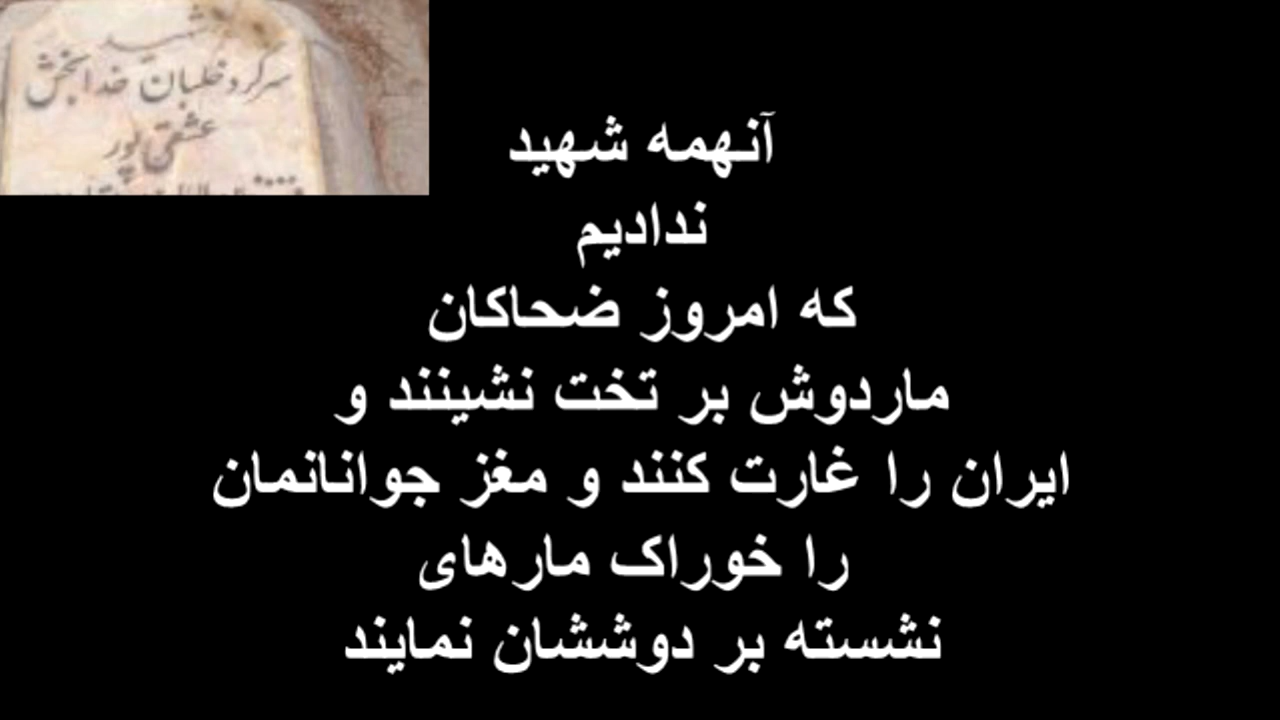 شهید
سرگرد خلبان خدابخش
عشقی پور
آنهمه شهید
ندادیم
که امروز ضحاکان
ماردوش بر تخت نشینند و
ایران را غارت کنند و مغز جوانانمان
را خوراک مارهای
نشسته بر دوششان نمایند